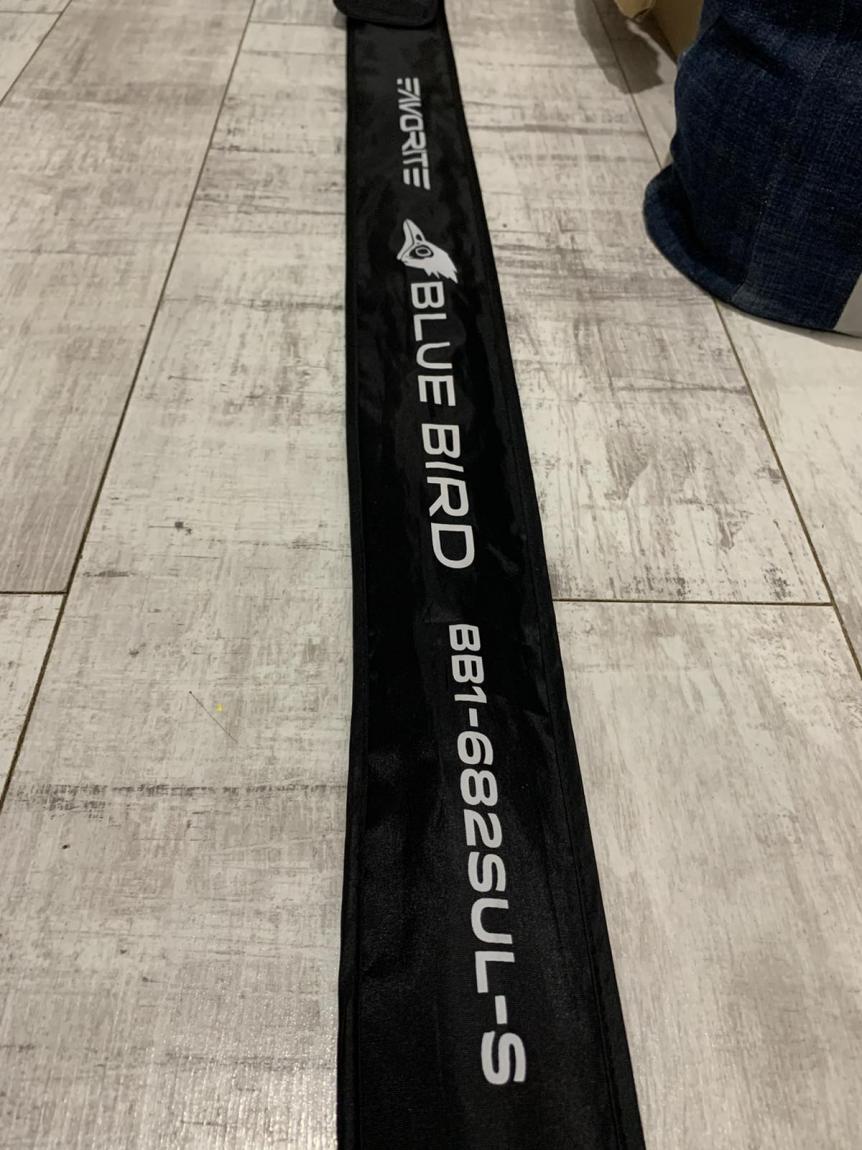 FAVORITE
BLUE BIRD
BB1-682SUL-S